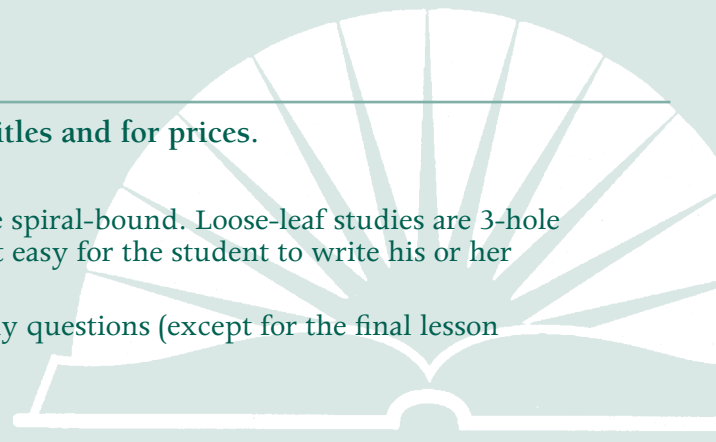 itles and for prices.
e spiral-bound. Loose-leaf studies are 3-hole
t easy for the student to write his or her
y questions (except for the final lesson